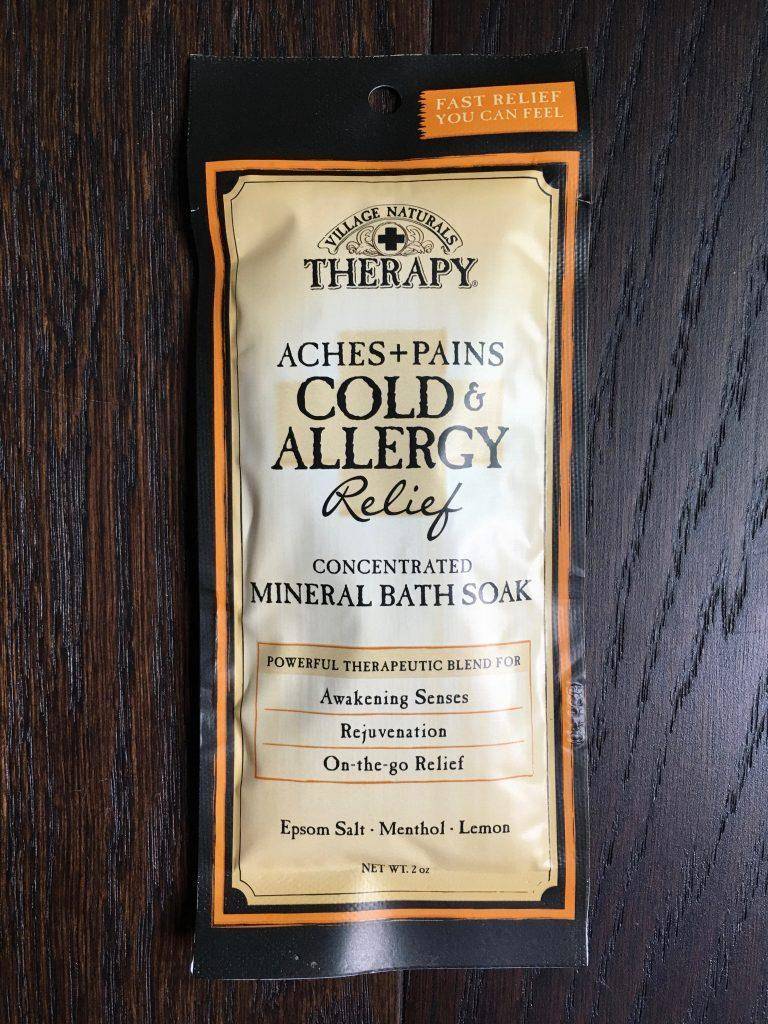 FAST RELIEF
YOU CAN FEEL
VILLAGE NATURALS
THERAPY®
ACHES+PAINS
COLD &
ALLERGY
Relief
CONCENTRATED
MINERAL BATH SOAK
POWERFUL THERAPEUTIC BLEND FOR
Awakening Senses
Rejuvenation
On-the-go Relief
Epsom Salt · Menthol · Lemon
NET WT. 2 oz